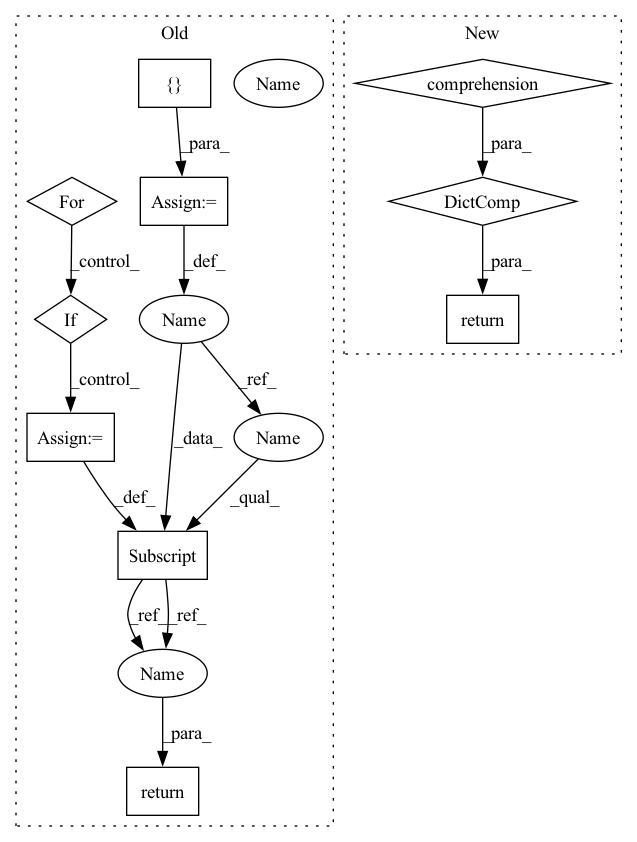 Old
New
{}
Name
comprehension
_para_
_para_
For
Assign:=
DictComp
_control_
_def_
_para_
If
Name
return
_control_
_ref_
Assign:=
_data_
Name
_def_
_qual_
Subscript
_ref_
_ref_
Name
_para_
return